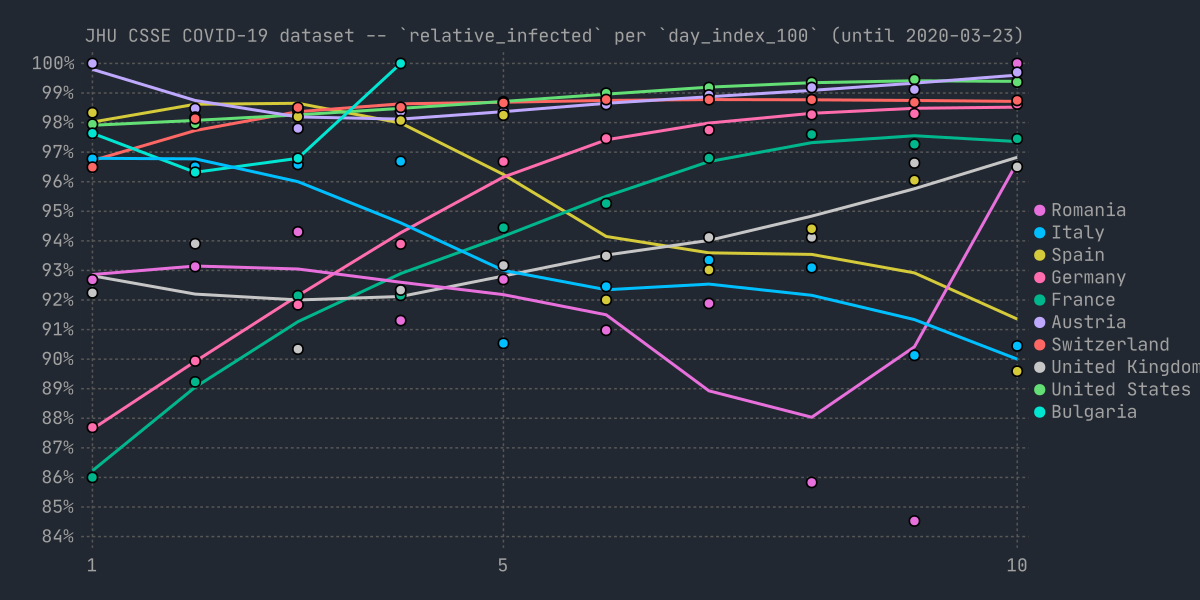 JHU CSSE COVID-19 dataset -- `relative_infected` per `day_index_100` (until 2020-03-23)
100%
99%
98%
97%
96%
95%
94%
93%
92%
91%
90%
89%
88%
87%
86%
85%
84%
1 5 10
Romania
Italy
Spain
Germany
France
Austria
Switzerland
United Kingdom
United States
Bulgaria